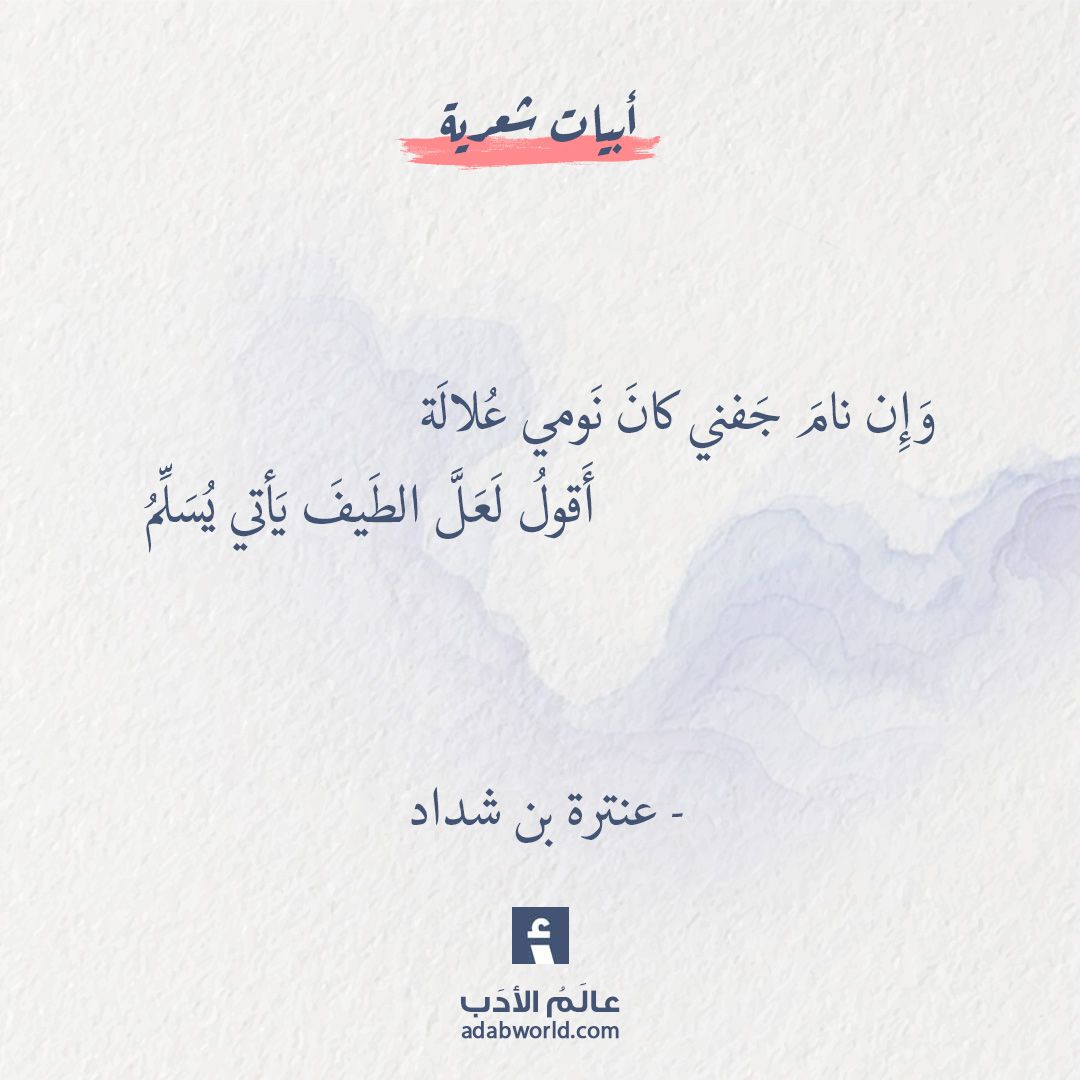 أبيات شعرية
وَإِن نامَ جَفني كانَ نَومي عُلالَة
أَقولُ لَعَلَّ الطَيفَ يَأتي يُسَلِّمُ
- عنترة بن شداد
أ
عالَمُ الأدَب
adabworld.com